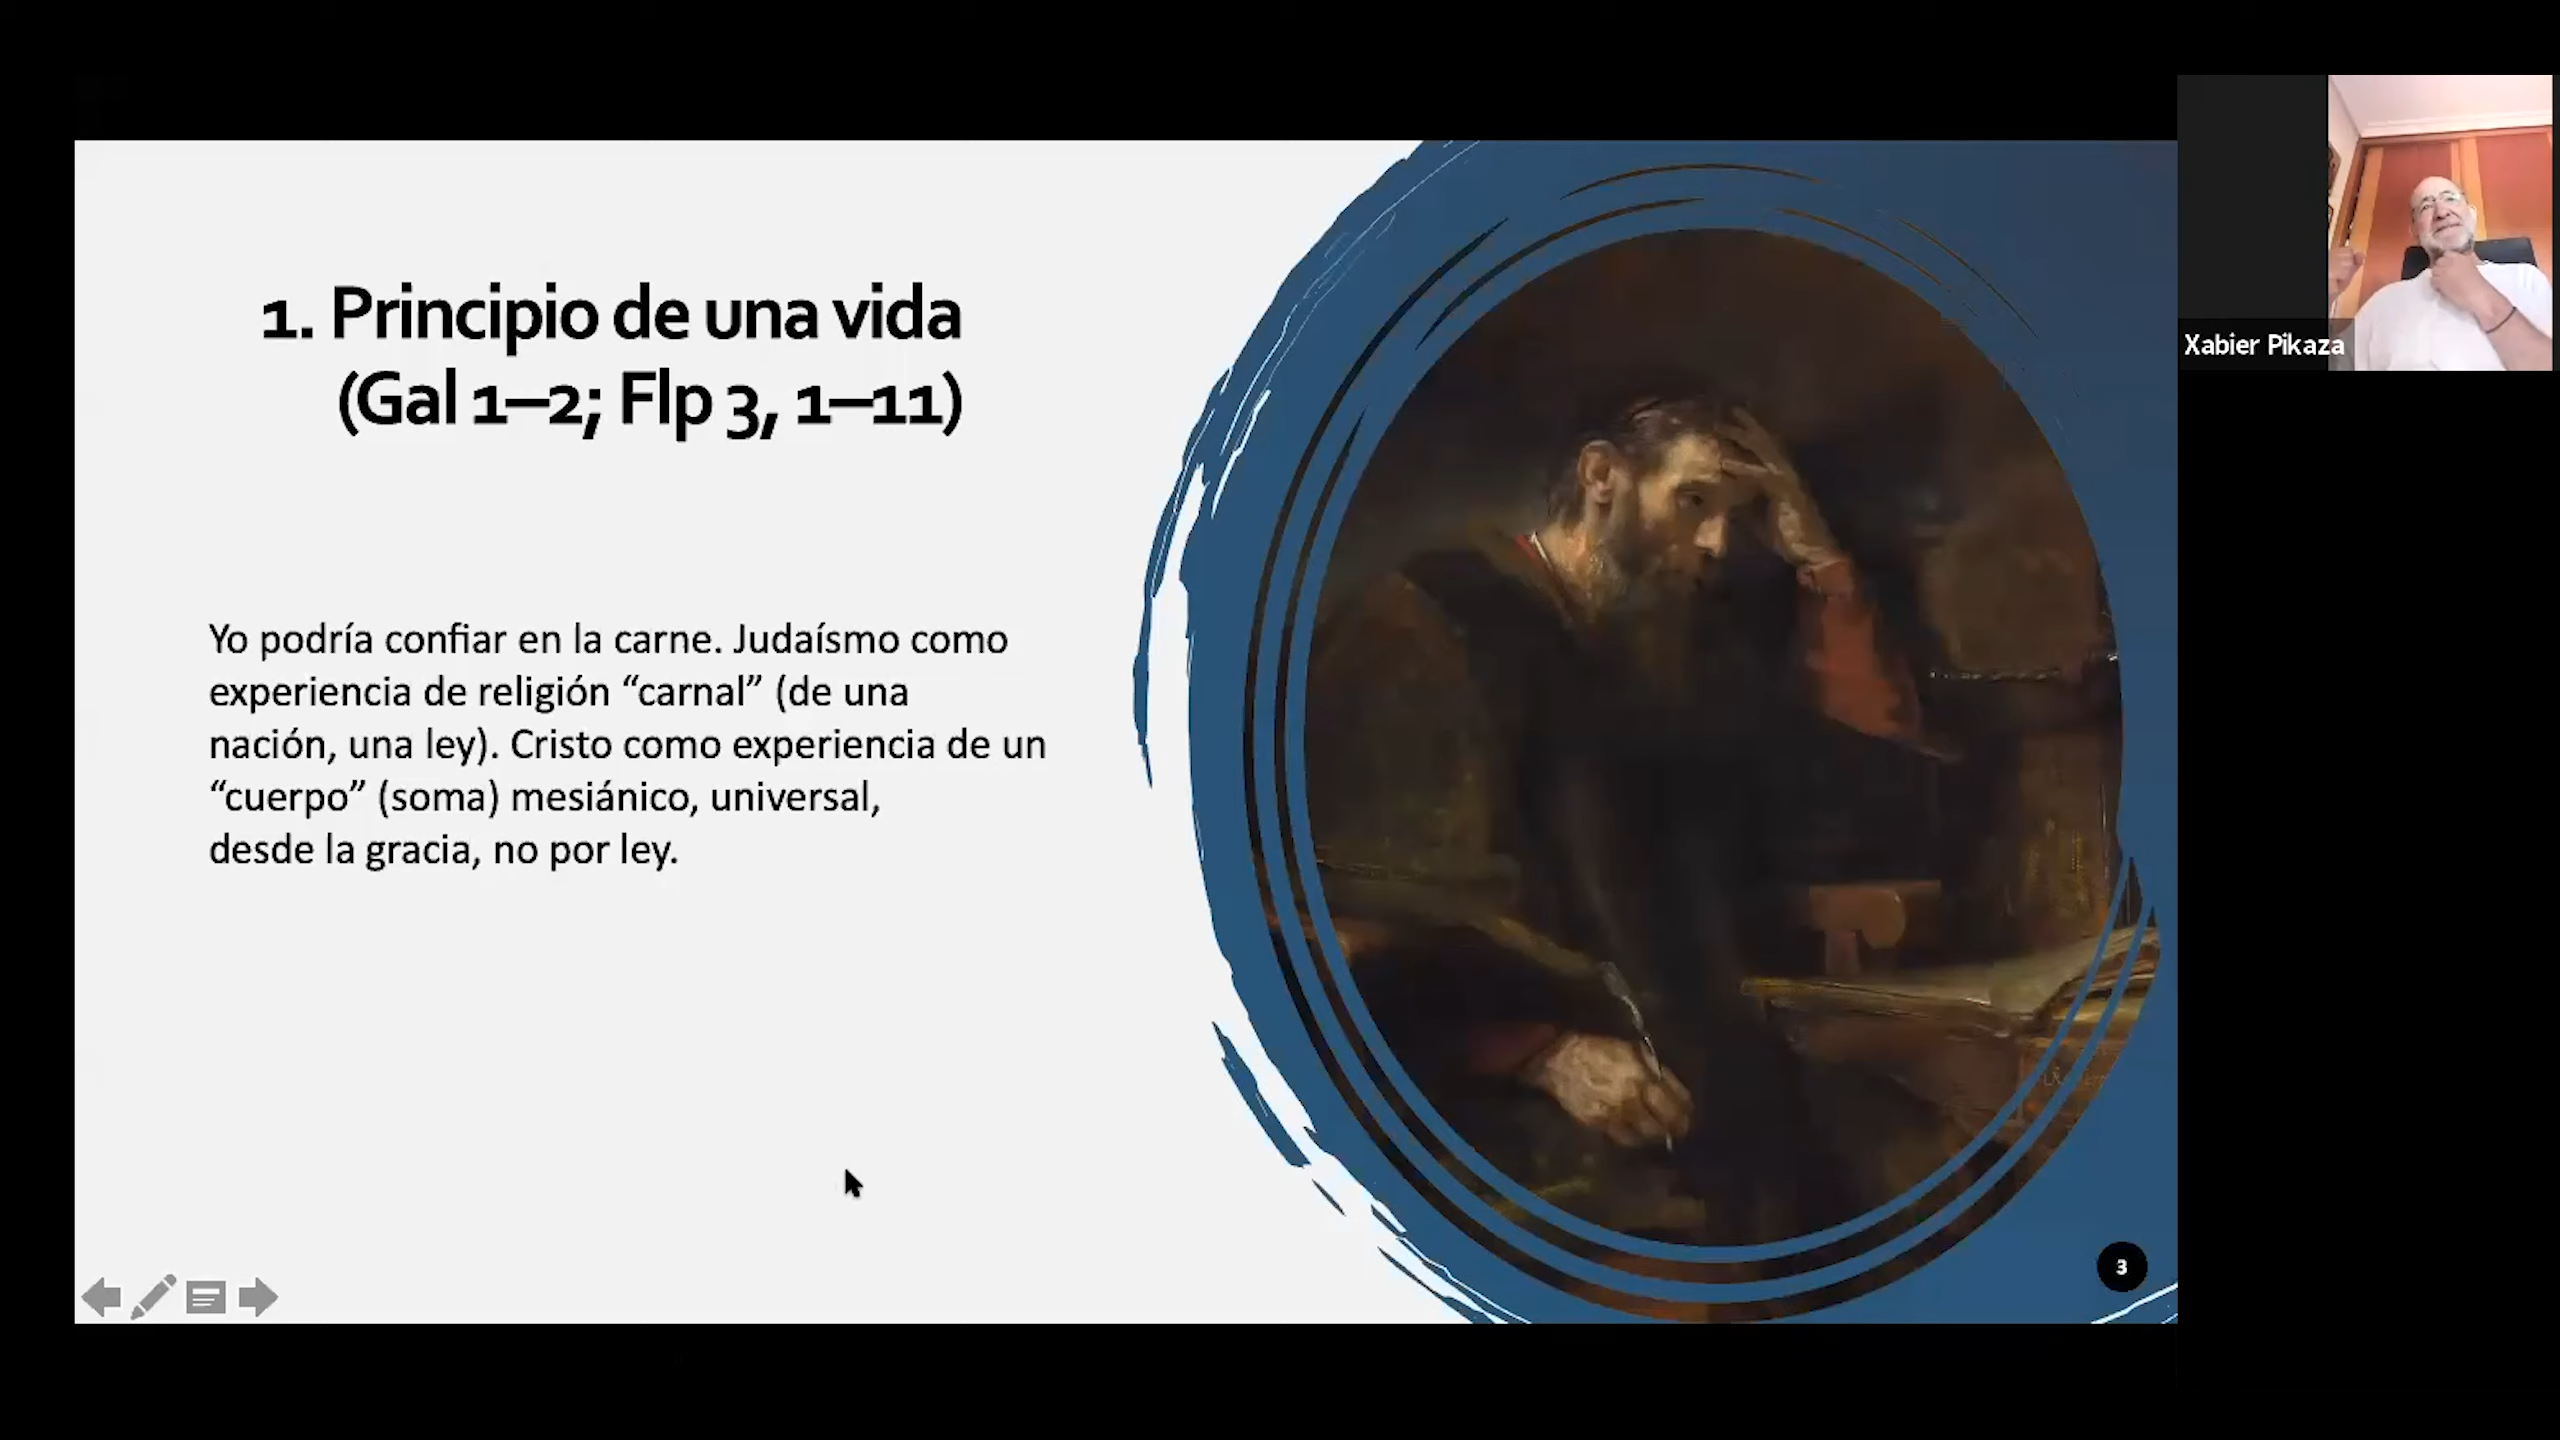 1. Principio de una vida
(Gal 1–2; Flp 3, 1–11)
Yo podría confiar en la carne. Judaísmo como
experiencia de religión “carnal” (de una
nación, una ley). Cristo como experiencia de un
“cuerpo” (soma) mesiánico, universal,
desde la gracia, no por ley.
3
Xabier Pikaza